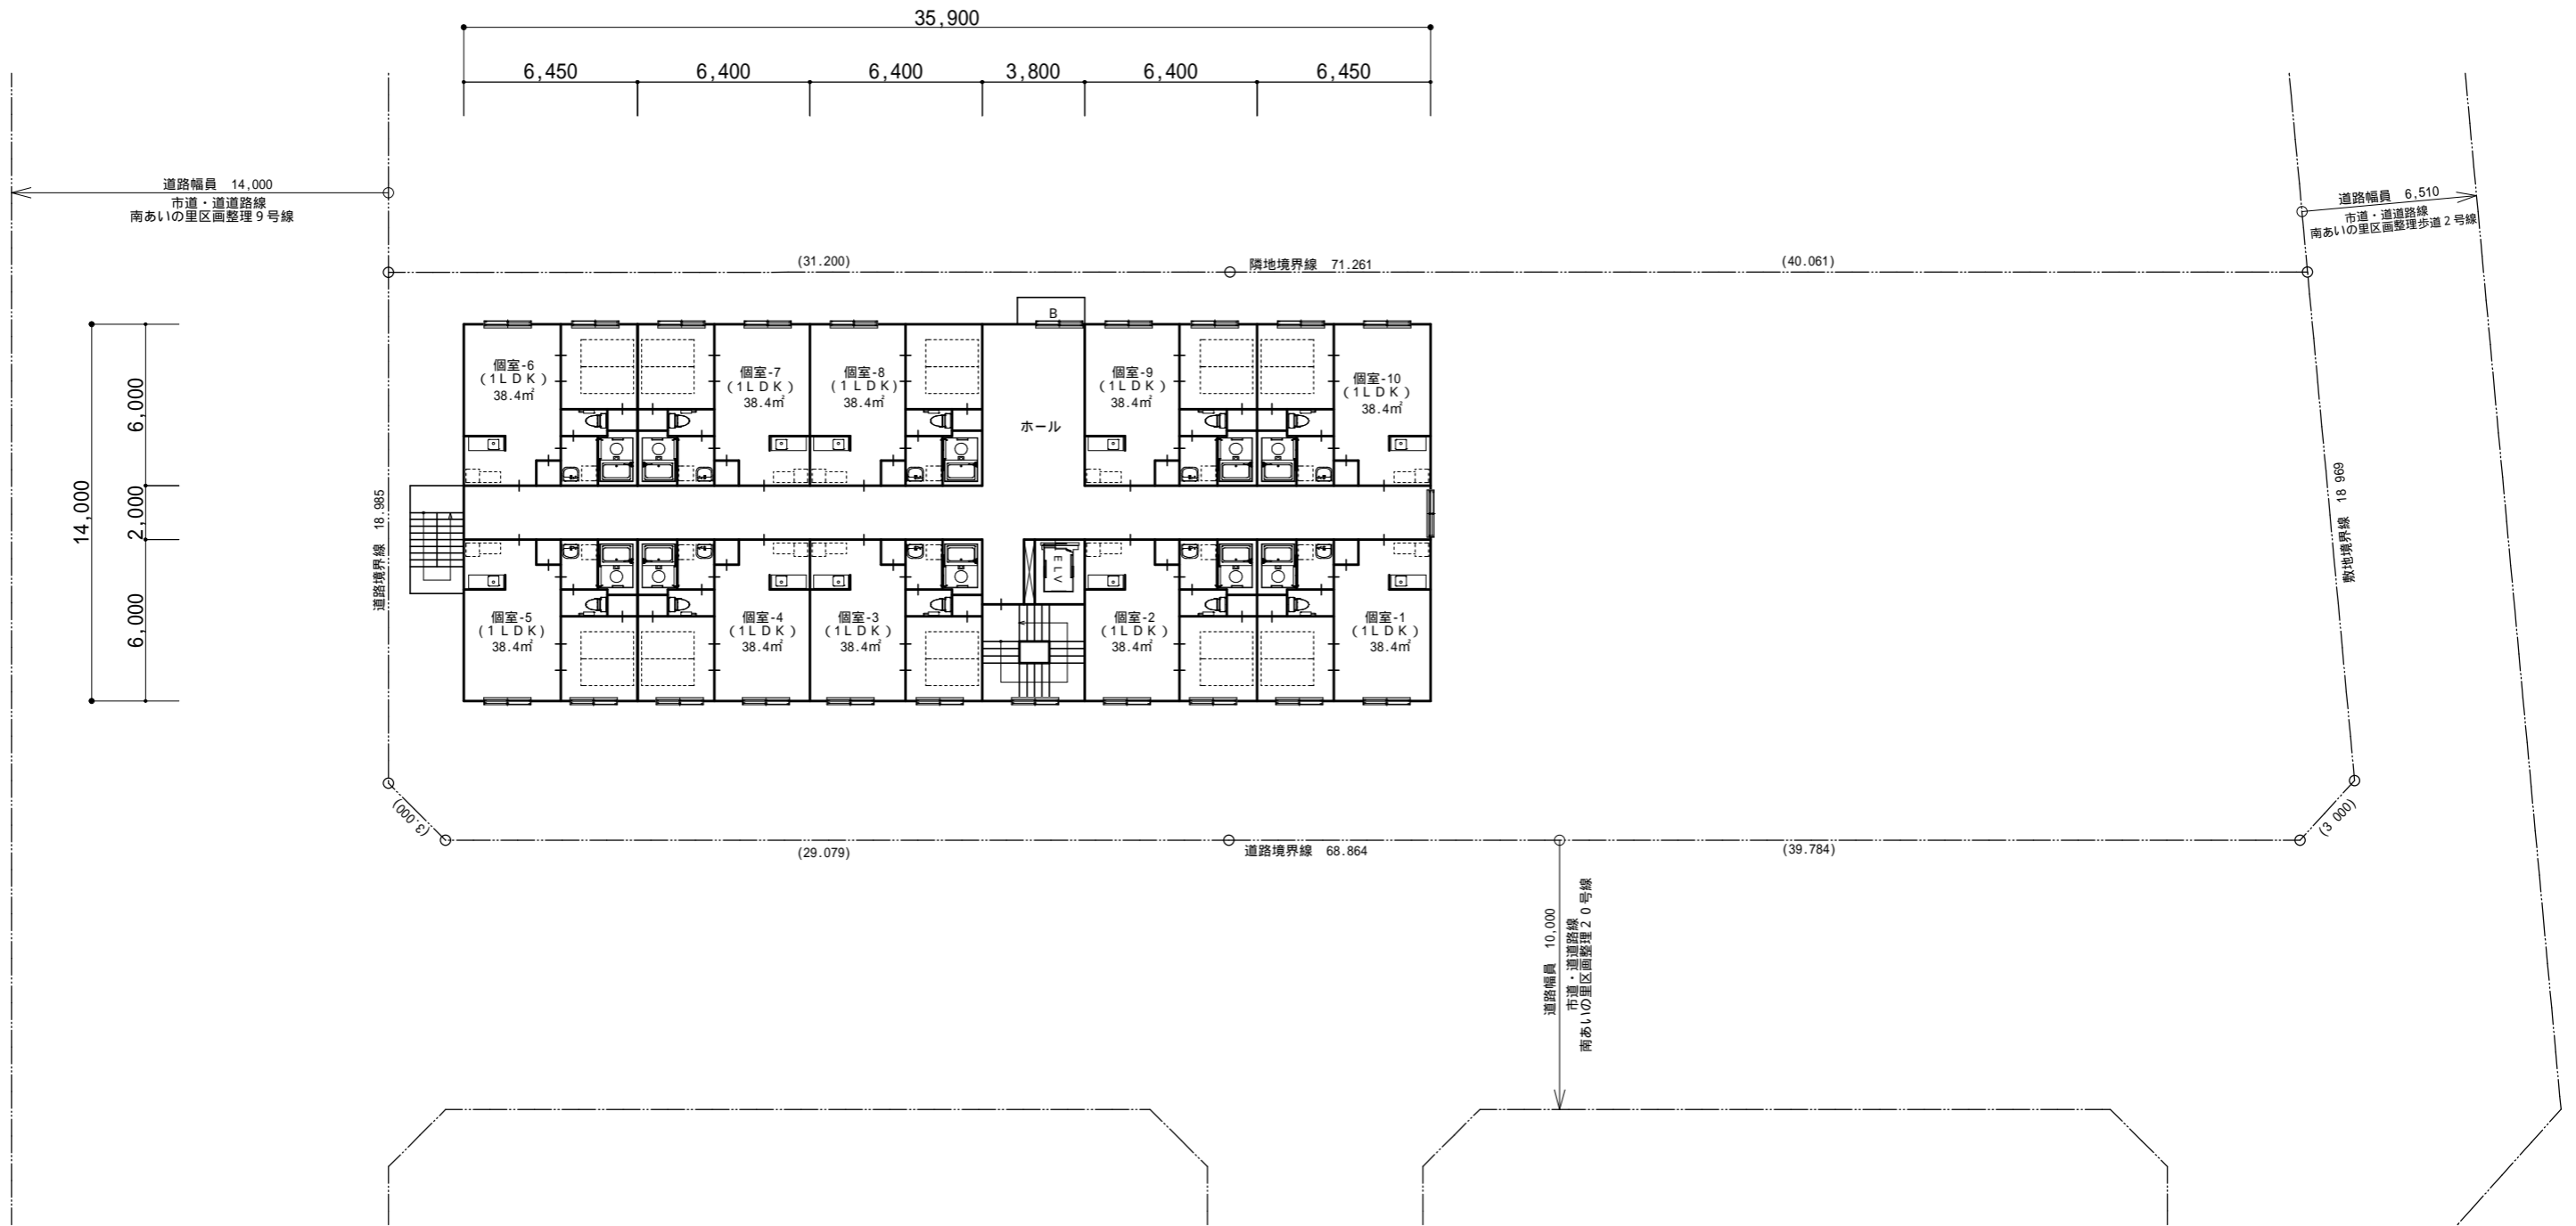 35,900
6,450
6,400
6,400
3,800
6,400
6,450
道路幅員 14,000
市道・道道路線
南あいの里区画整理9号線
道路幅員 6,510
市道・道道路線
南あいの里区画整理歩道2号線
(31.200)
隣地境界線 71.261
(40.061)
B
個室-6
(1LDK)
38.4㎡
個室-7
(1LDK)
38.4㎡
個室-8
(1LDK)
38.4㎡
個室-9
(1LDK)
38.4㎡
個室-10
(1LDK)
38.4㎡
ホール
14,000
6,000
2,000
6,000
道路境界線 18.985
敷地境界線 18 969
ELV
個室-5
(1LDK)
38.4㎡
個室-4
(1LDK)
38.4㎡
個室-3
(1LDK)
38.4㎡
個室-2
(1LDK)
38.4㎡
個室-1
(1LDK)
38.4㎡
(3.000)
(29.079)
道路境界線 68.864
(39.784)
(3 000)
道路幅員 10,000
市道・道道路線
南あいの里区画整理20号線